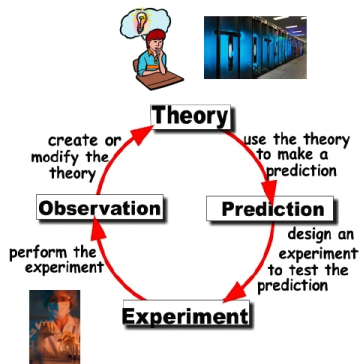 Theory
use the theory
to make a
prediction
Prediction
design an
experiment
to test the
prediction
Experiment
perform the
experiment
Observation
create or
modify the
theory